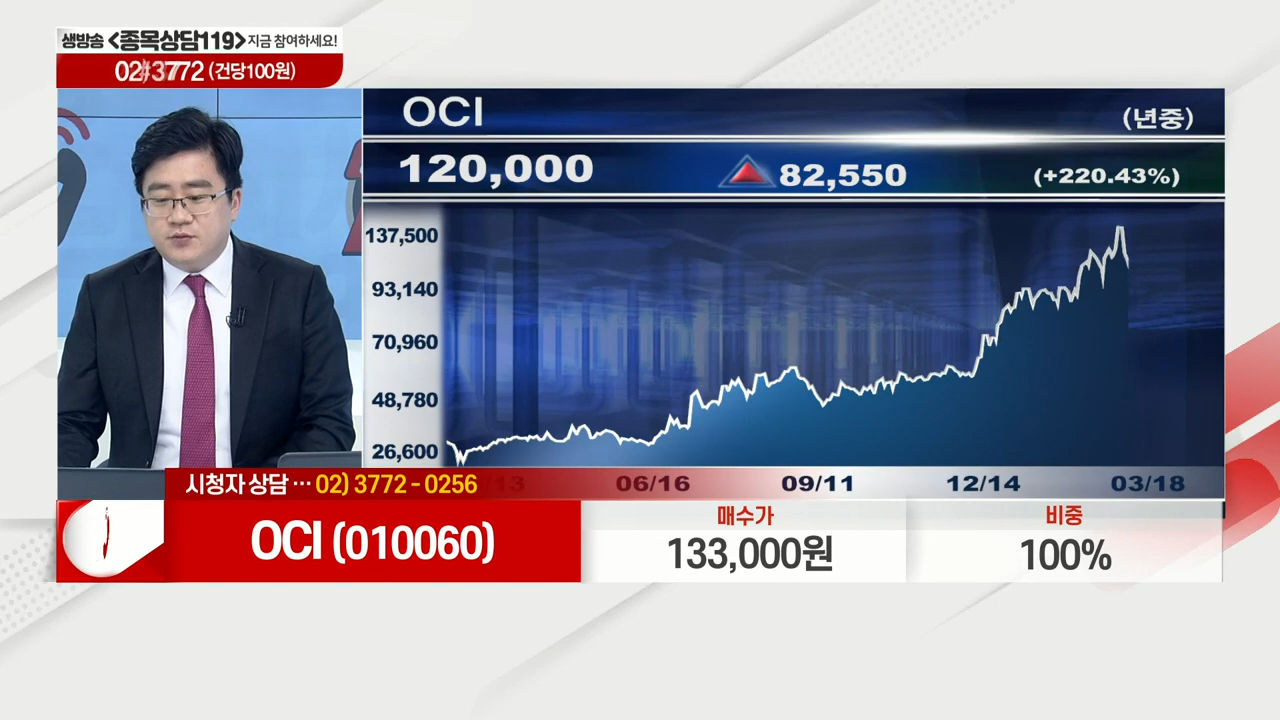 생방송 <종목상담119> 지금 참여하세요!
3772 (건당100원)
OCI
(년중)
120,000 82,550 (+220.43%)
137,500
93,140
70,960
48,780
26,600
06/16 09/11 12/14 03/18
시청자 상담 … 02) 3772 - 0256
OCI (010060)
매수가
133,000원
비중
100%